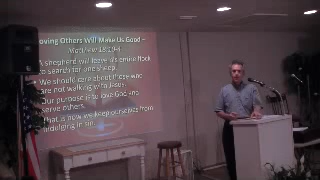 Loving Others Will Make Us Good –
Matthew 18:10-14
A shepherd will leave his entire flock
to search for one sheep.
We should care about those who
are not walking with Jesus.
Our purpose is to love God and
serve others.
That is how we keep ourselves from
indulging in sin.